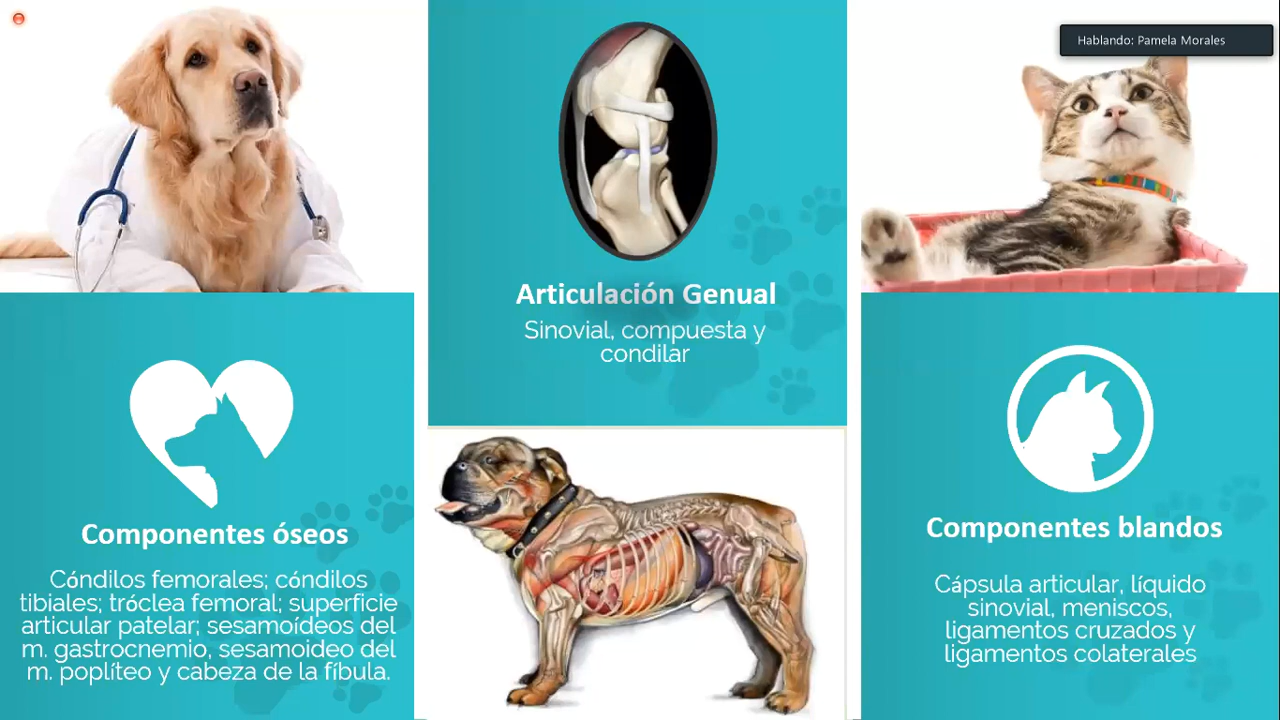 Hablando: Pamela Morales
Articulación Genual
Sinovial, compuesta y
condilar
Componentes óseos
Cóndilos femorales; cóndilos
tibiales; tróclea femoral; superficie
articular patelar; sesamoídeos del
m. gastrocnemio, sesamoideo del
m. poplíteo y cabeza de la fíbula.
Componentes blandos
Cápsula articular, líquido
sinovial, meniscos,
ligamentos cruzados y
ligamentos colaterales